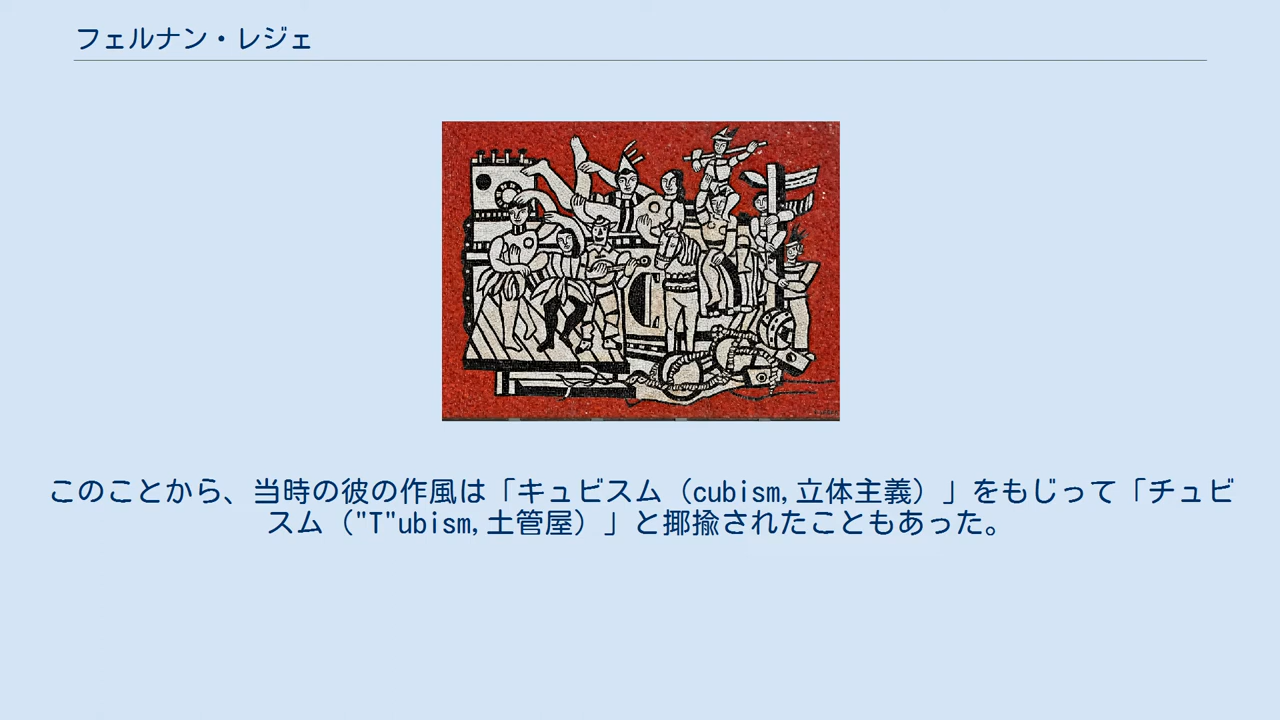 フェルナン・レジェ
このことから、当時の彼の作風は「キュビスム（cubism,立体主義）」をもじって「チュビ
スム（"T"ubism,土管屋）」と揶揄されたこともあった。